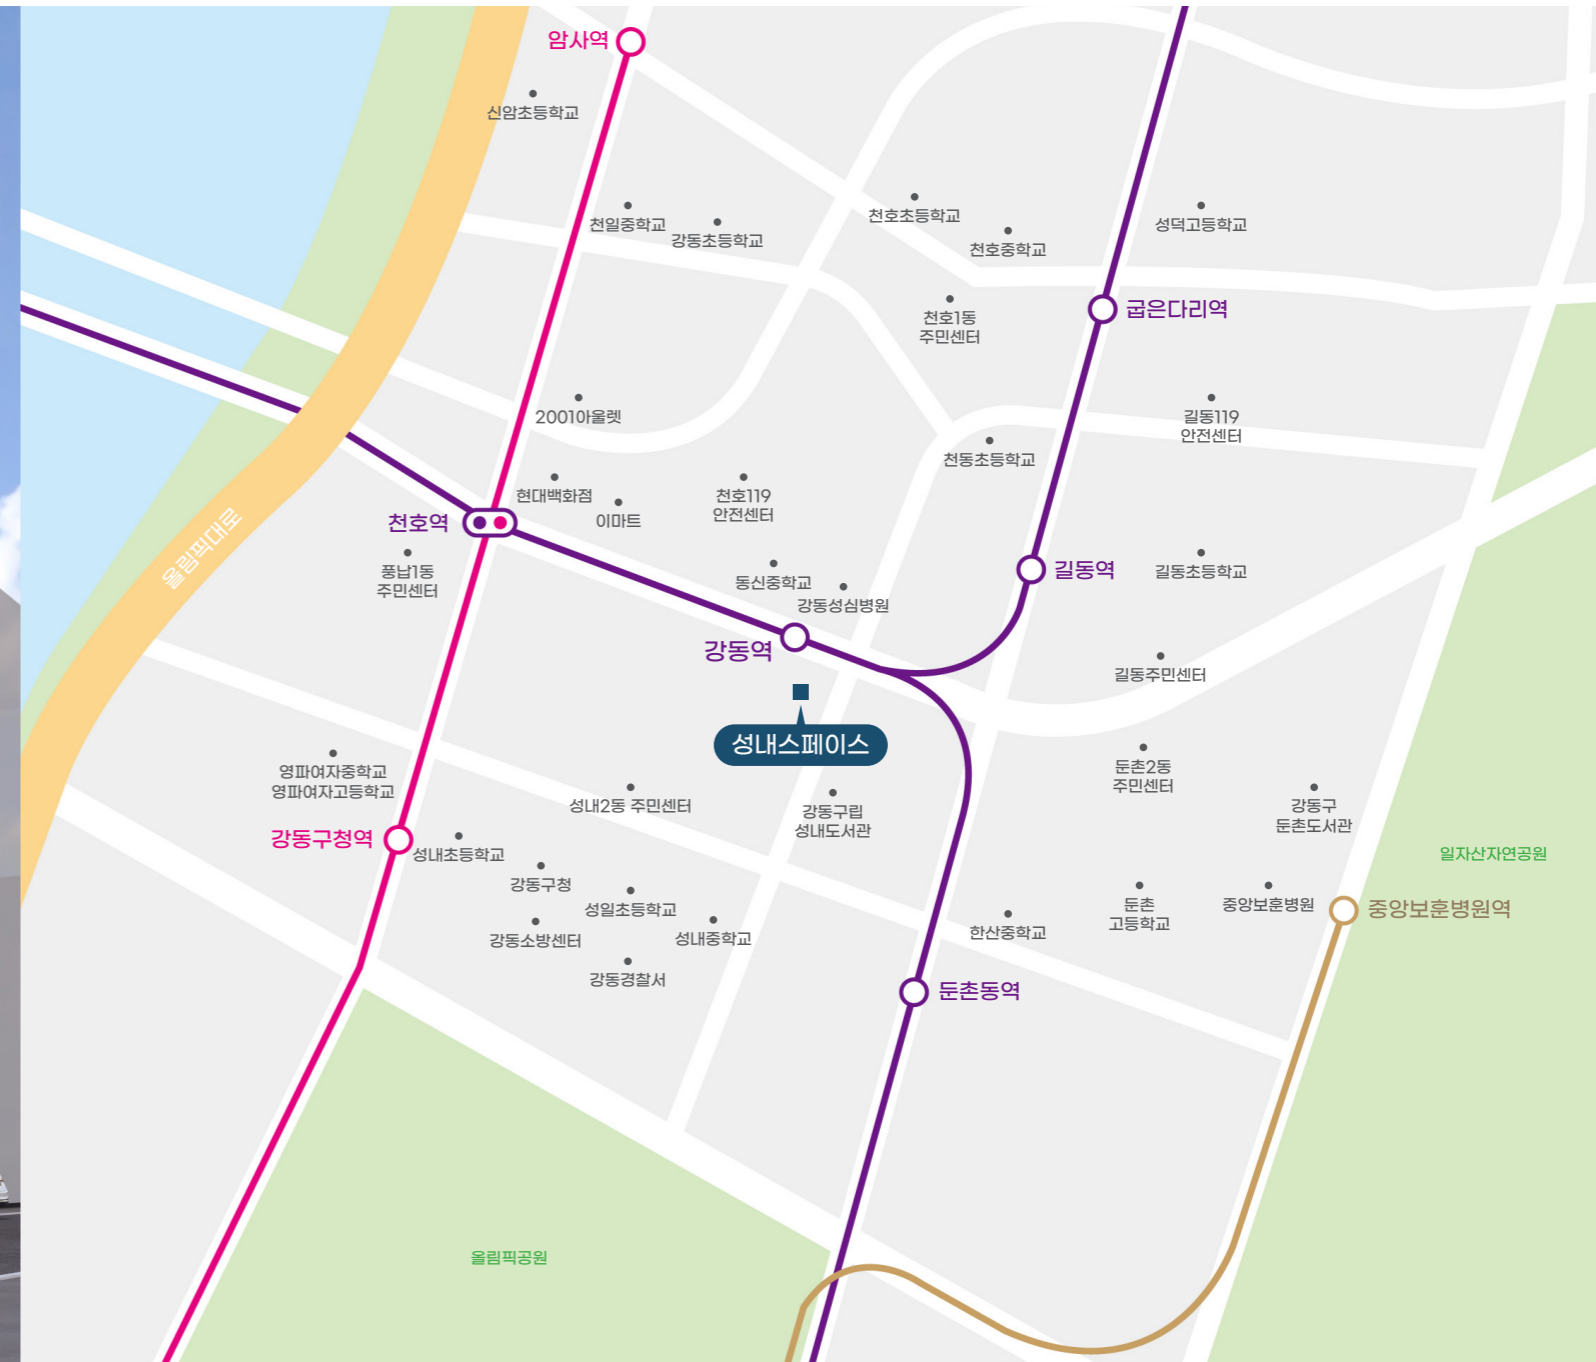 암사역
신암초등학교
천일중학교
강동초등학교
천호초등학교
천호중학교
성덕고등학교
천호1동
주민센터
굽은다리역
2001아울렛
길동119
안전센터
천동초등학교
현대백화점
이마트
천호119
안전센터
천호역
올림픽대로
풍납1동
주민센터
동신중학교
강동성심병원
길동역
길동초등학교
강동역
길동주민센터
성내스페이스
영파여자중학교
영파여자고등학교
성내2동 주민센터
강동구립
성내도서관
둔촌2동
주민센터
강동구
둔촌도서관
강동구청역
성내초등학교
일자산자연공원
강동구청
성일초등학교
둔촌
고등학교
중앙보훈병원
중앙보훈병원역
강동소방센터
성내중학교
한산중학교
강동경찰서
둔촌동역
올림픽공원